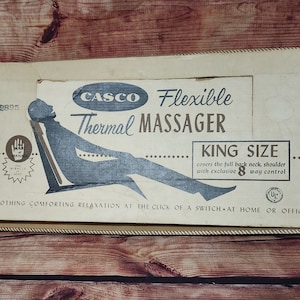 CASCO Flexible
Thermal MASSAGER
KING SIZE
covers the full back neck, shoulder
with exclusive 8 way control
UL
OTHING COMFORTING RELAXATION AT THE CLICK OF A SWITCH • AT HOME OR OFFI